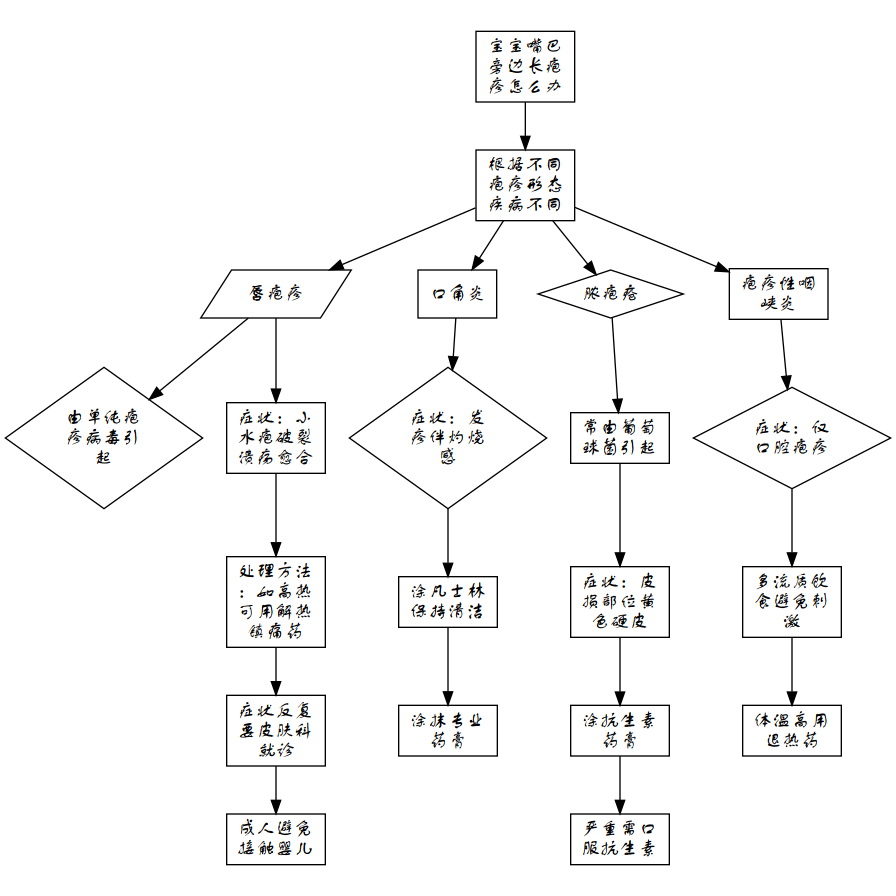 宝宝嘴巴
旁边长疱
疹怎么办
根据不同
疱疹形态
疾病不同
唇疱疹
口角炎
脓疱疮
疱疹性咽
峡炎
由单纯疱
疹病毒引
起
症状：小
水疱破裂
溃疡愈合
症状：发
疹伴灼烧
感
常由葡萄
球菌引起
症状：仅
口腔疱疹
处理方法
：如高热
可用解热
镇痛药
涂凡士林
保持清洁
症状：皮
损部位黄
色硬皮
多流质饮
食避免刺
激
症状反复
要皮肤科
就诊
涂抹专业
药膏
涂抗生素
药膏
体温高用
退热药
成人避免
接触婴儿
严重需口
服抗生素